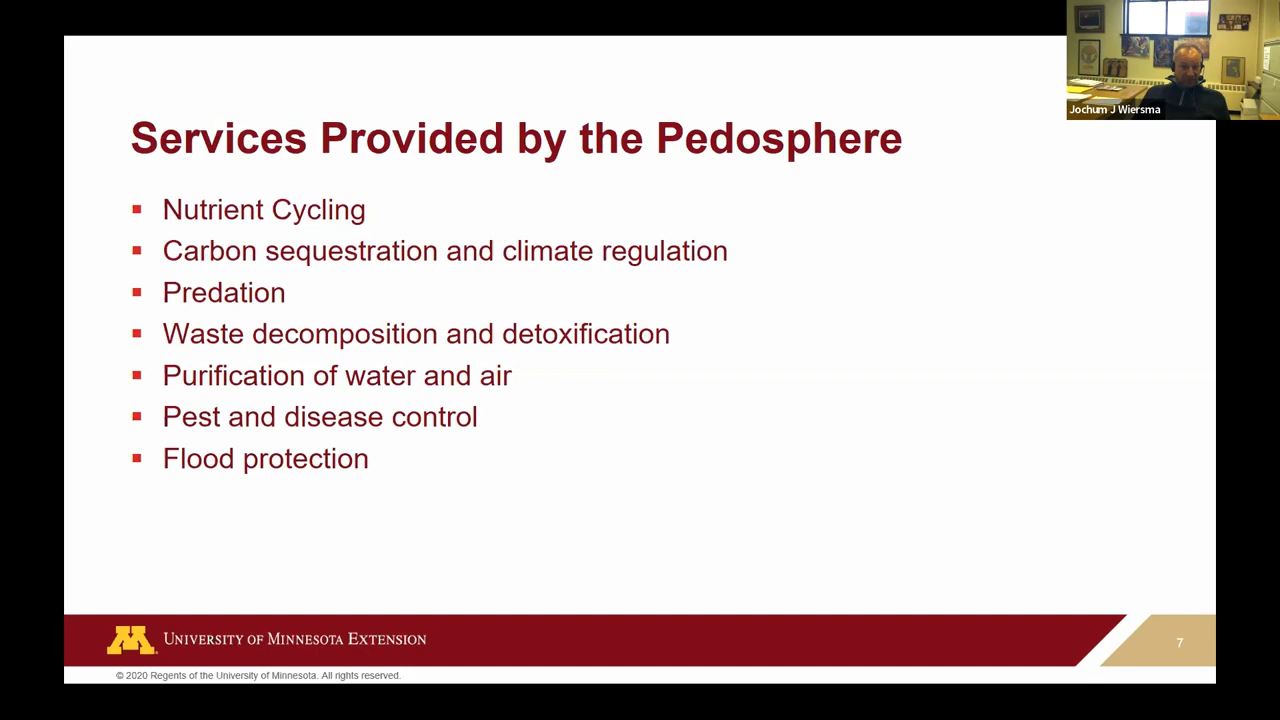 Jochum J Wiersma
Services Provided by the Pedosphere
Nutrient Cycling
Carbon sequestration and climate regulation
Predation
Waste decomposition and detoxification
Purification of water and air
Pest and disease control
Flood protection
M
University of Minnesota Extension
7
© 2020 Regents of the University of Minnesota. All rights reserved.